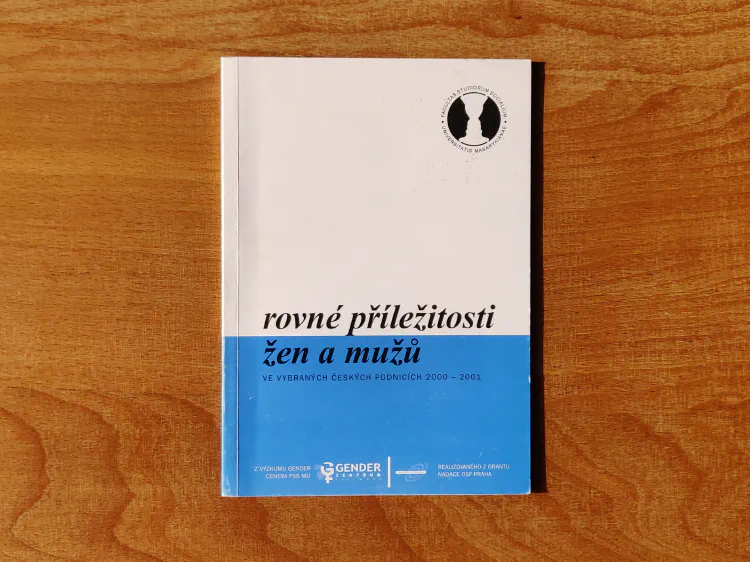 FACULTAS STUDIORUM SOCIALIUM
UNIVERSITATIS MASARYKIANAE
rovné příležitosti
žen a mužů
VE VYBRANÝCH ČESKÝCH PODNICÍCH 2000 – 2001
Z VÝZKUMU GENDER
CENTRA FSS MU
GENDER
CENTRUM
REALIZOVANÉHO Z GRANTU
NADACE OSF PRAHA